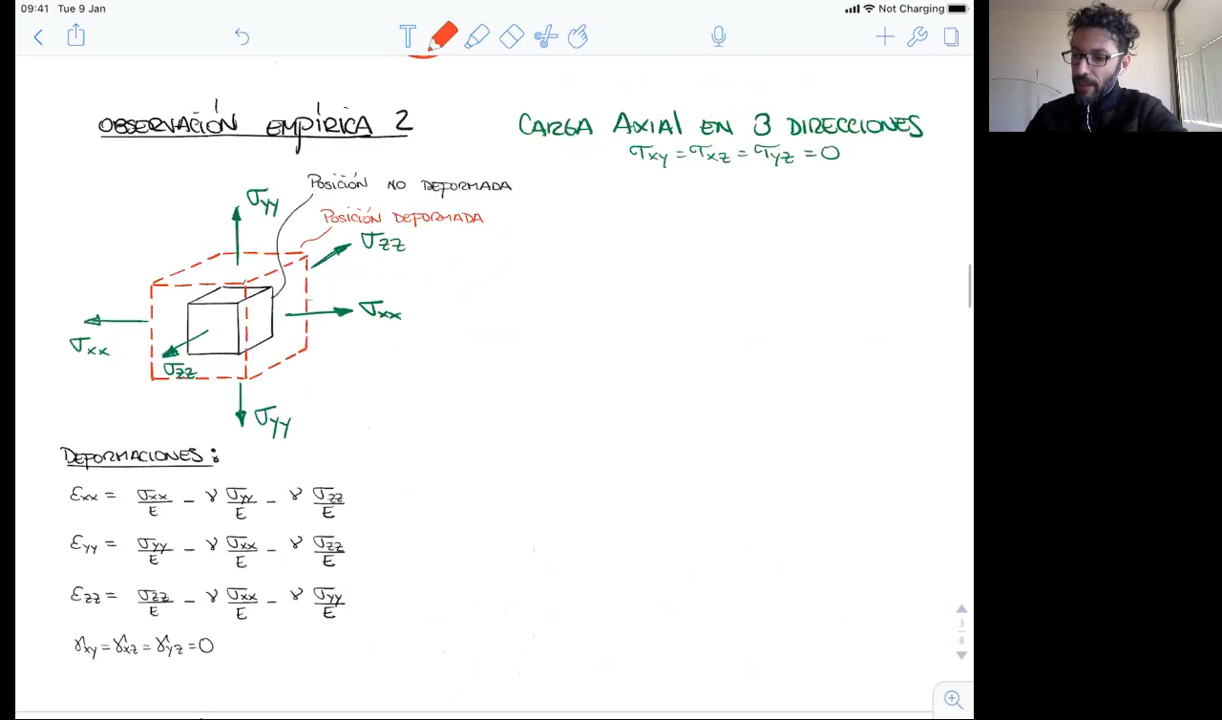 09:41 Tue 9 Jan
Not Charging
T
OBSERVACIÓN EMPÍRICA 2
CARGA AXIAL EN 3 DIRECCIONES
τxy = τxz = τyz = 0
POSICIÓN NO DEFORMADA
POSICIÓN DEFORMADA
σyy
σzz
σxx
σxx
σzz
σyy
DEFORMACIONES:
εxx = σxx/E - ν σyy/E - ν σzz/E
εyy = σyy/E - ν σxx/E - ν σzz/E
εzz = σzz/E - ν σxx/E - ν σyy/E
γxy = γxz = γyz = 0
3
8